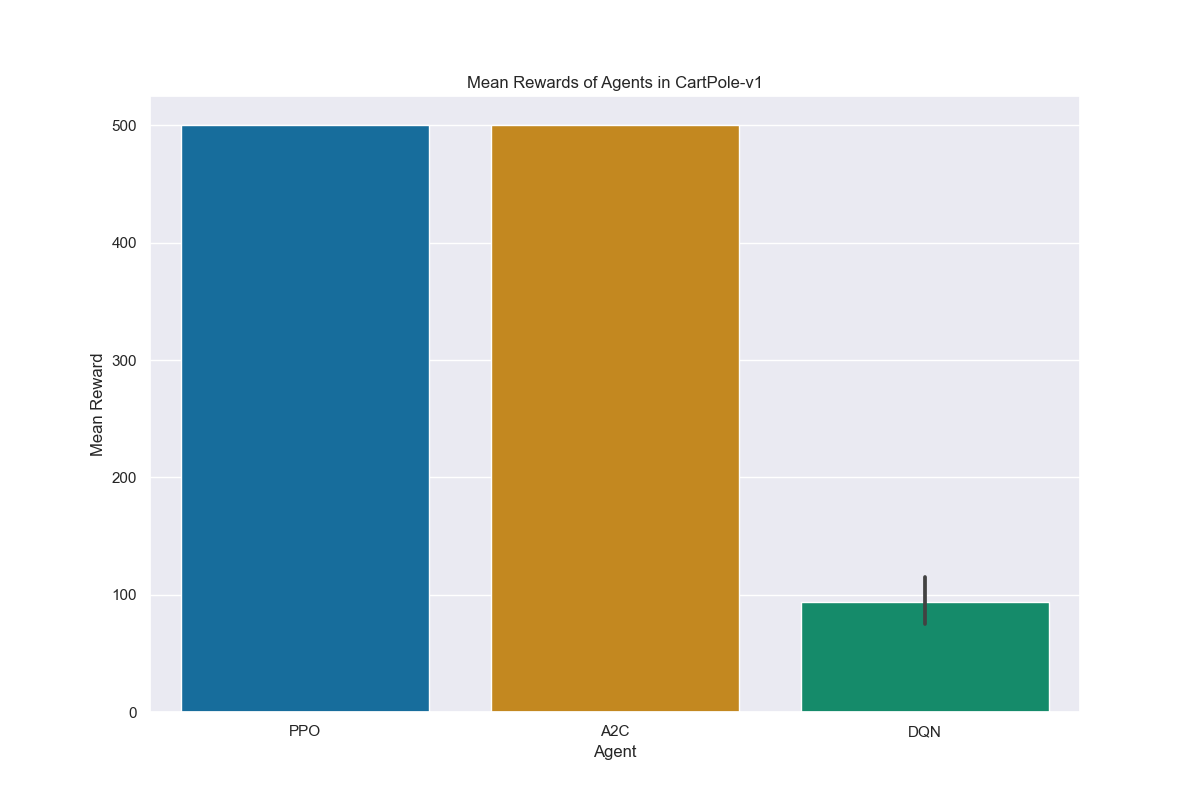 Mean Rewards of Agents in CartPole-v1
Mean Reward
500
400
300
200
100
0
PPO
A2C
DQN
Agent